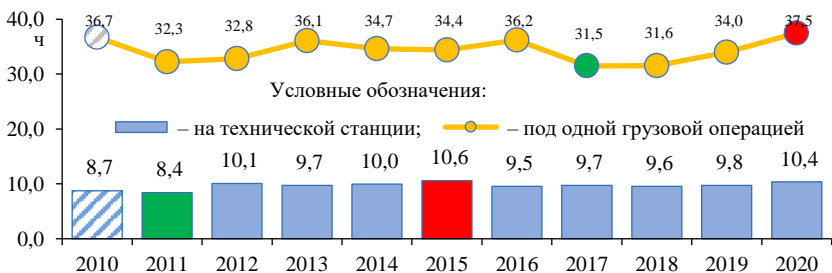 40,0
ч
30,0
20,0
10,0
0,0
36,7 32,3 32,8 36,1 34,7 34,4 36,2 31,5 31,6 34,0 37,5
Условные обозначения:
– на технической станции; – под одной грузовой операцией
8,7 8,4 10,1 9,7 10,0 10,6 9,5 9,7 9,6 9,8 10,4
2010 2011 2012 2013 2014 2015 2016 2017 2018 2019 2020